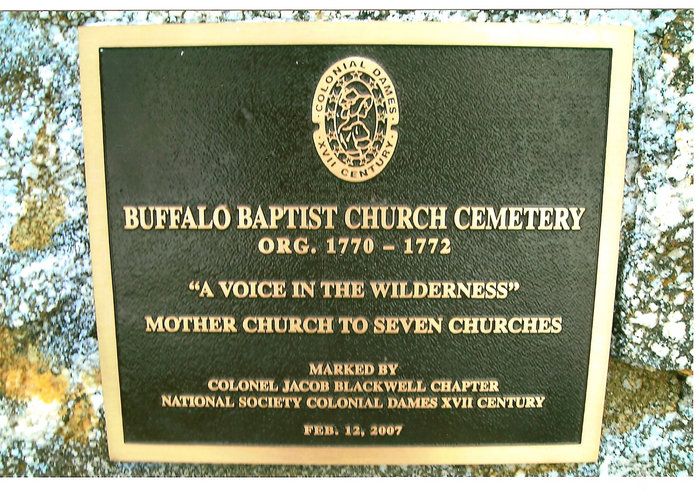 COLONIAL DAMES
XVII CENTURY
BUFFALO BAPTIST CHURCH CEMETERY
ORG. 1770 – 1772
“A VOICE IN THE WILDERNESS”
MOTHER CHURCH TO SEVEN CHURCHES
MARKED BY
COLONEL JACOB BLACKWELL CHAPTER
NATIONAL SOCIETY COLONIAL DAMES XVII CENTURY
FEB. 12, 2007